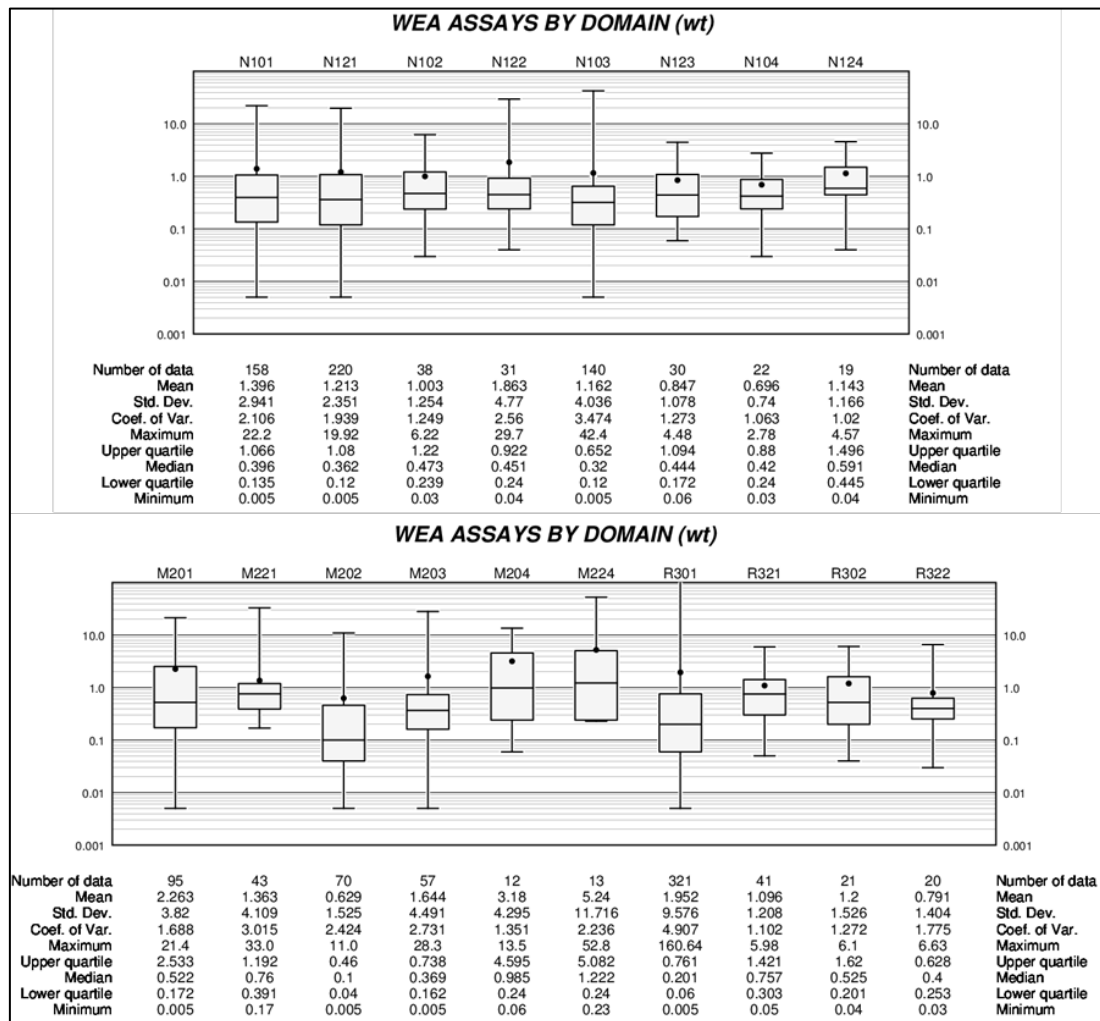 WEA ASSAYS BY DOMAIN (wt)
N101 N121 N102 N122 N103 N123 N104 N124
10.0 10.0
1.0 1.0
0.1 0.1
0.01 0.01
0.001 0.001
Number of data 158 220 38 31 140 30 22 19 Number of data
Mean 1.396 1.213 1.003 1.863 1.162 0.847 0.696 1.143 Mean
Std. Dev. 2.941 2.351 1.254 4.77 4.036 1.078 0.74 1.166 Std. Dev.
Coef. of Var. 2.106 1.939 1.249 2.56 3.474 1.273 1.063 1.02 Coef. of Var.
Maximum 22.2 19.92 6.22 29.7 42.4 4.48 2.78 4.57 Maximum
Upper quartile 1.066 1.08 1.22 0.922 0.652 1.094 0.88 1.496 Upper quartile
Median 0.396 0.362 0.473 0.451 0.32 0.444 0.42 0.591 Median
Lower quartile 0.135 0.12 0.239 0.24 0.12 0.172 0.24 0.445 Lower quartile
Minimum 0.005 0.005 0.03 0.04 0.005 0.06 0.03 0.04 Minimum
WEA ASSAYS BY DOMAIN (wt)
M201 M221 M202 M203 M204 M224 R301 R321 R302 R322
10.0 10.0
1.0 1.0
0.1 0.1
0.01 0.01
0.001 0.001
Number of data 95 43 70 57 12 13 321 41 21 20 Number of data
Mean 2.263 1.363 0.629 1.644 3.18 5.24 1.952 1.096 1.2 0.791 Mean
Std. Dev. 3.82 4.109 1.525 4.491 4.295 11.716 9.576 1.208 1.526 1.404 Std. Dev.
Coef. of Var. 1.688 3.015 2.424 2.731 1.351 2.236 4.907 1.102 1.272 1.775 Coef. of Var.
Maximum 21.4 33.0 11.0 28.3 13.5 52.8 160.64 5.98 6.1 6.63 Maximum
Upper quartile 2.533 1.192 0.46 0.738 4.595 5.082 0.761 1.421 1.62 0.628 Upper quartile
Median 0.522 0.76 0.1 0.369 0.985 1.222 0.201 0.757 0.525 0.4 Median
Lower quartile 0.172 0.391 0.04 0.162 0.24 0.24 0.06 0.303 0.201 0.253 Lower quartile
Minimum 0.005 0.17 0.005 0.005 0.06 0.23 0.005 0.05 0.04 0.03 Minimum